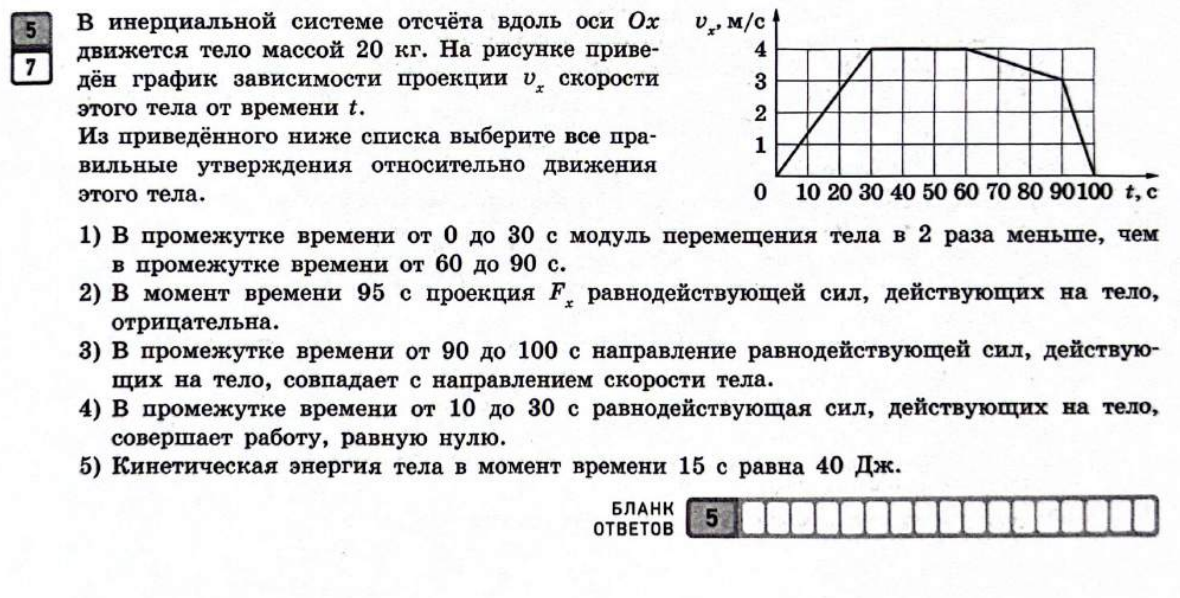 5
7
В инерциальной системе отсчёта вдоль оси Ox
движется тело массой 20 кг. На рисунке приве-
дён график зависимости проекции vₓ скорости
этого тела от времени t.
Из приведённого ниже списка выберите все пра-
вильные утверждения относительно движения
этого тела.
vₓ, м/с
4
3
2
1
0 10 20 30 40 50 60 70 80 90 100 t, с
1) В промежутке времени от 0 до 30 с модуль перемещения тела в 2 раза меньше, чем
в промежутке времени от 60 до 90 с.
2) В момент времени 95 с проекция Fₓ равнодействующей сил, действующих на тело,
отрицательна.
3) В промежутке времени от 90 до 100 с направление равнодействующей сил, действую-
щих на тело, совпадает с направлением скорости тела.
4) В промежутке времени от 10 до 30 с равнодействующая сил, действующих на тело,
совершает работу, равную нулю.
5) Кинетическая энергия тела в момент времени 15 с равна 40 Дж.
БЛАНК
ОТВЕТОВ
5